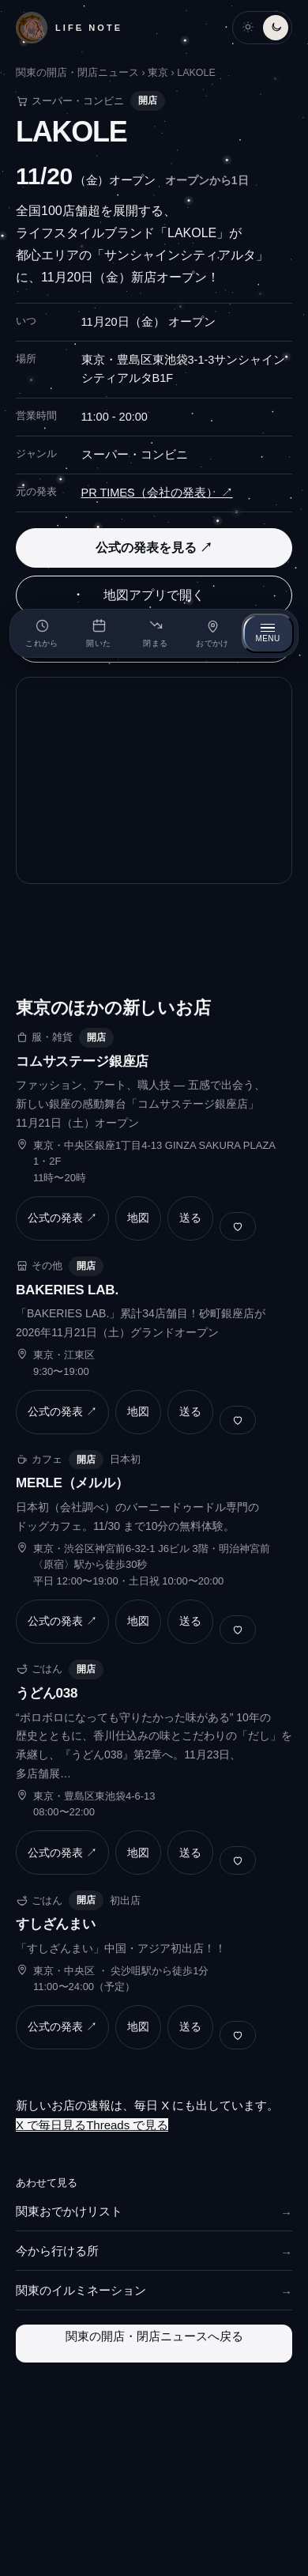 LIFE NOTE
関東の開店・閉店ニュース › 東京 › LAKOLE
スーパー・コンビニ 開店
LAKOLE
11/20（金）オープン オープンから1日
全国100店舗超を展開する、
ライフスタイルブランド「LAKOLE」が
都心エリアの「サンシャインシティアルタ」
に、11月20日（金）新店オープン！
いつ 11月20日（金） オープン
場所 東京・豊島区東池袋3-1-3サンシャイン
シティアルタB1F
営業時間 11:00 - 20:00
ジャンル スーパー・コンビニ
元の発表 PR TIMES（会社の発表） ↗
公式の発表を見る ↗
地図アプリで開く
これから 開いた 閉まる おでかけ MENU
東京のほかの新しいお店
服・雑貨 開店
コムサステージ銀座店
ファッション、アート、職人技 — 五感で出会う、
新しい銀座の感動舞台「コムサステージ銀座店」
11月21日（土）オープン
東京・中央区銀座1丁目4-13 GINZA SAKURA PLAZA
1・2F
11時〜20時
公式の発表 ↗ 地図 送る
その他 開店
BAKERIES LAB.
「BAKERIES LAB.」累計34店舗目！砂町銀座店が
2026年11月21日（土）グランドオープン
東京・江東区
9:30〜19:00
公式の発表 ↗ 地図 送る
カフェ 開店 日本初
MERLE（メルル）
日本初（会社調べ）のバーニードゥードル専門の
ドッグカフェ。11/30 まで10分の無料体験。
東京・渋谷区神宮前6-32-1 J6ビル 3階・明治神宮前
〈原宿〉駅から徒歩30秒
平日 12:00〜19:00・土日祝 10:00〜20:00
公式の発表 ↗ 地図 送る
ごはん 開店
うどん038
“ボロボロになっても守りたかった味がある” 10年の
歴史とともに、香川仕込みの味とこだわりの「だし」を
承継し、『うどん038』第2章へ。11月23日、
多店舗展…
東京・豊島区東池袋4-6-13
08:00〜22:00
公式の発表 ↗ 地図 送る
ごはん 開店 初出店
すしざんまい
「すしざんまい」中国・アジア初出店！！
東京・中央区 ・ 尖沙咀駅から徒歩1分
11:00〜24:00（予定）
公式の発表 ↗ 地図 送る
新しいお店の速報は、毎日 X にも出しています。
X で毎日見るThreads で見る
あわせて見る
関東おでかけリスト →
今から行ける所 →
関東のイルミネーション →
関東の開店・閉店ニュースへ戻る